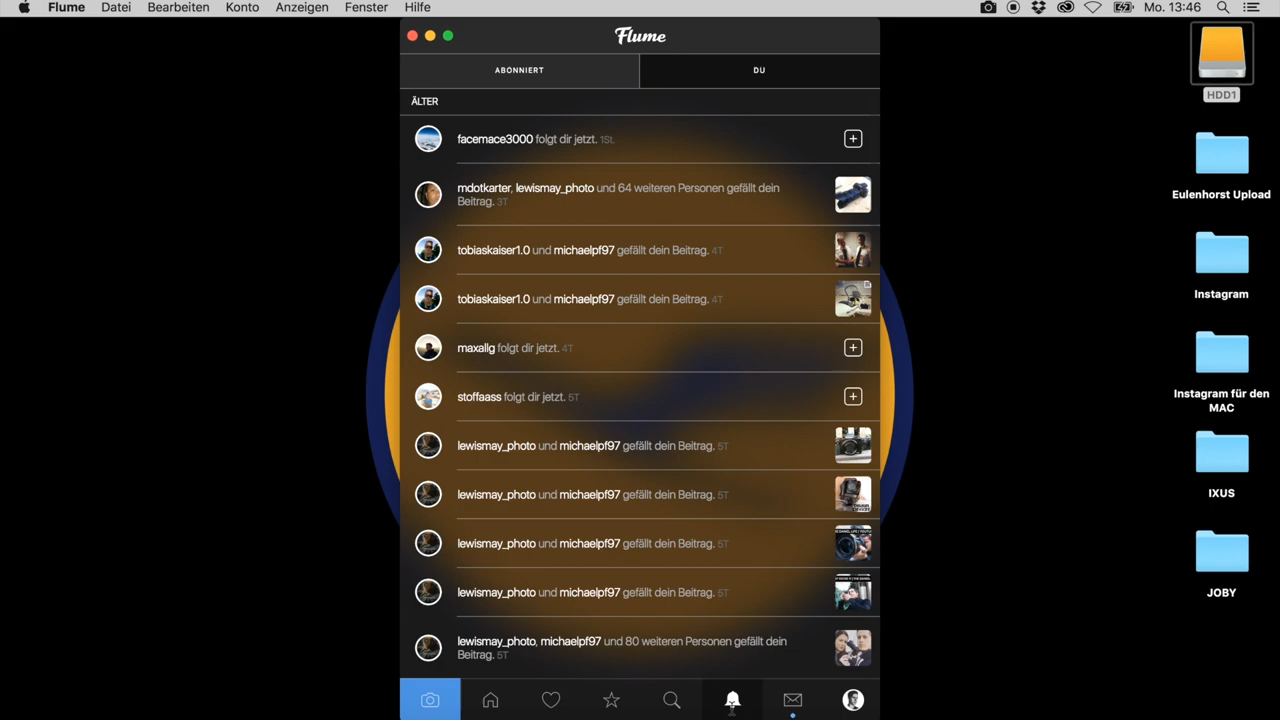 Flume Datei Bearbeiten Konto Anzeigen Fenster Hilfe Mo. 13:46
Flume
ABONNIERT DU
ÄLTER
facemace3000 folgt dir jetzt. 1St.
mdotkarter, lewismay_photo und 64 weiteren Personen gefällt dein
Beitrag. 3T
tobiaskaiser1.0 und michaelpf97 gefällt dein Beitrag. 4T
tobiaskaiser1.0 und michaelpf97 gefällt dein Beitrag. 4T
maxallg folgt dir jetzt. 4T
stoffaass folgt dir jetzt. 5T
lewismay_photo und michaelpf97 gefällt dein Beitrag. 5T
lewismay_photo und michaelpf97 gefällt dein Beitrag. 5T
lewismay_photo und michaelpf97 gefällt dein Beitrag. 5T
lewismay_photo und michaelpf97 gefällt dein Beitrag. 5T
lewismay_photo, michaelpf97 und 80 weiteren Personen gefällt dein
Beitrag. 5T
HDD1
Eulenhorst Upload
Instagram
Instagram für den
MAC
IXUS
JOBY